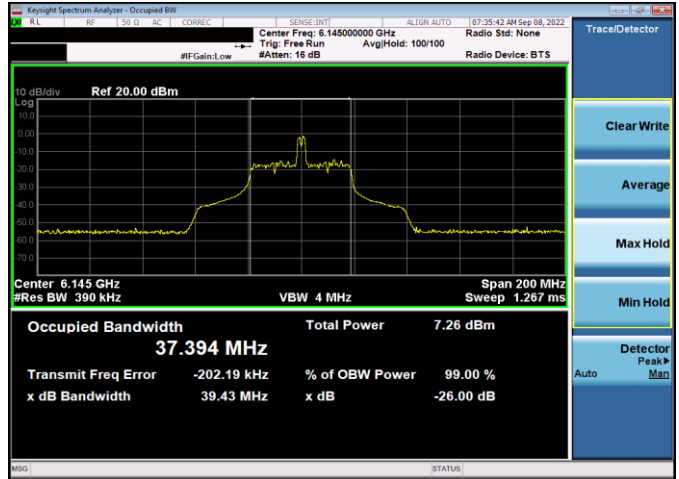 Keysight Spectrum Analyzer - Occupied BW
RL RF 50 Ω AC CORREC SENSE:INT ALIGN AUTO 07:35:42 AM Sep 08, 2022
Center Freq: 6.145000000 GHz Radio Std: None
Trig: Free Run Avg|Hold: 100/100
#IFGain:Low #Atten: 16 dB Radio Device: BTS
10 dB/div Ref 20.00 dBm
Log
10.0
0.00
-10.0
-20.0
-30.0
-40.0
-50.0
-60.0
-70.0
Center 6.145 GHz Span 200 MHz
#Res BW 390 kHz VBW 4 MHz Sweep 1.267 ms
Occupied Bandwidth Total Power 7.26 dBm
37.394 MHz
Transmit Freq Error -202.19 kHz % of OBW Power 99.00 %
x dB Bandwidth 39.43 MHz x dB -26.00 dB
MSG STATUS
Trace/Detector
Clear Write
Average
Max Hold
Min Hold
Detector
Peak▶
Auto Man